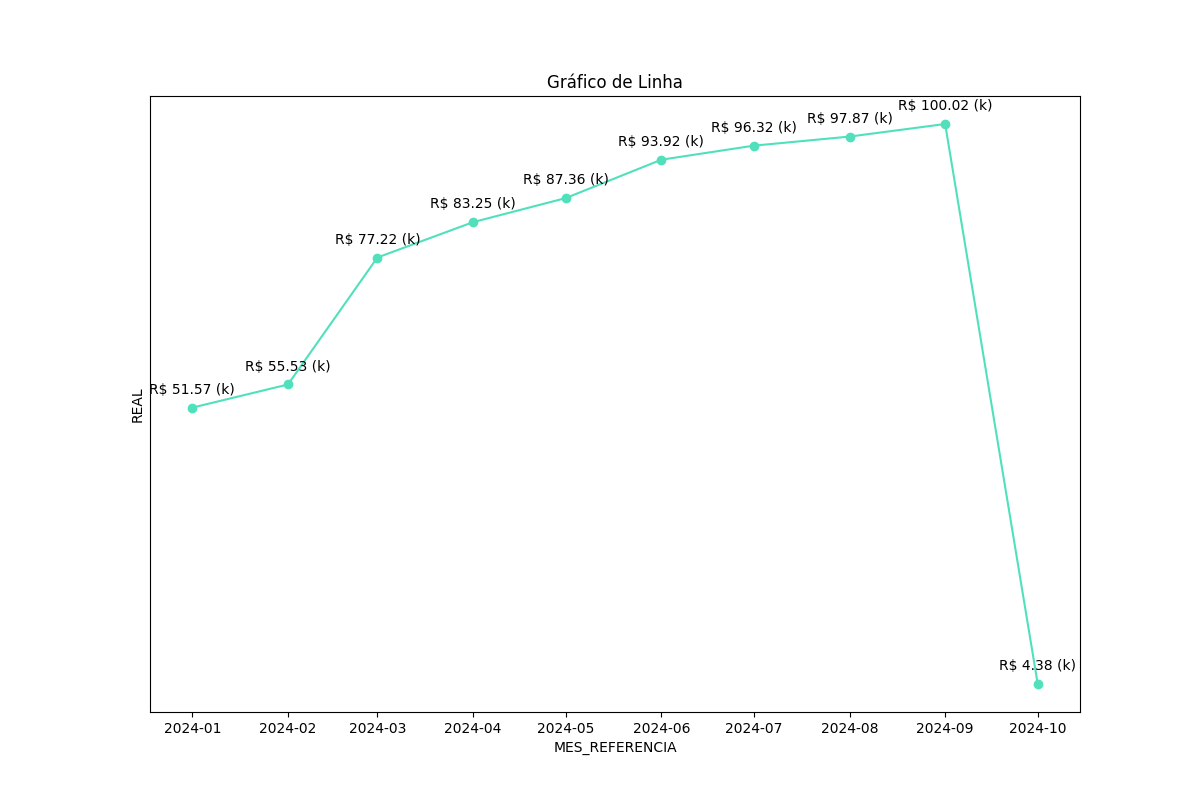 Gráfico de Linha
R$ 100.02 (k)
R$ 97.87 (k)
R$ 96.32 (k)
R$ 93.92 (k)
R$ 87.36 (k)
R$ 83.25 (k)
R$ 77.22 (k)
R$ 55.53 (k)
R$ 51.57 (k)
REAL
R$ 4.38 (k)
2024-01 2024-02 2024-03 2024-04 2024-05 2024-06 2024-07 2024-08 2024-09 2024-10
MES_REFERENCIA